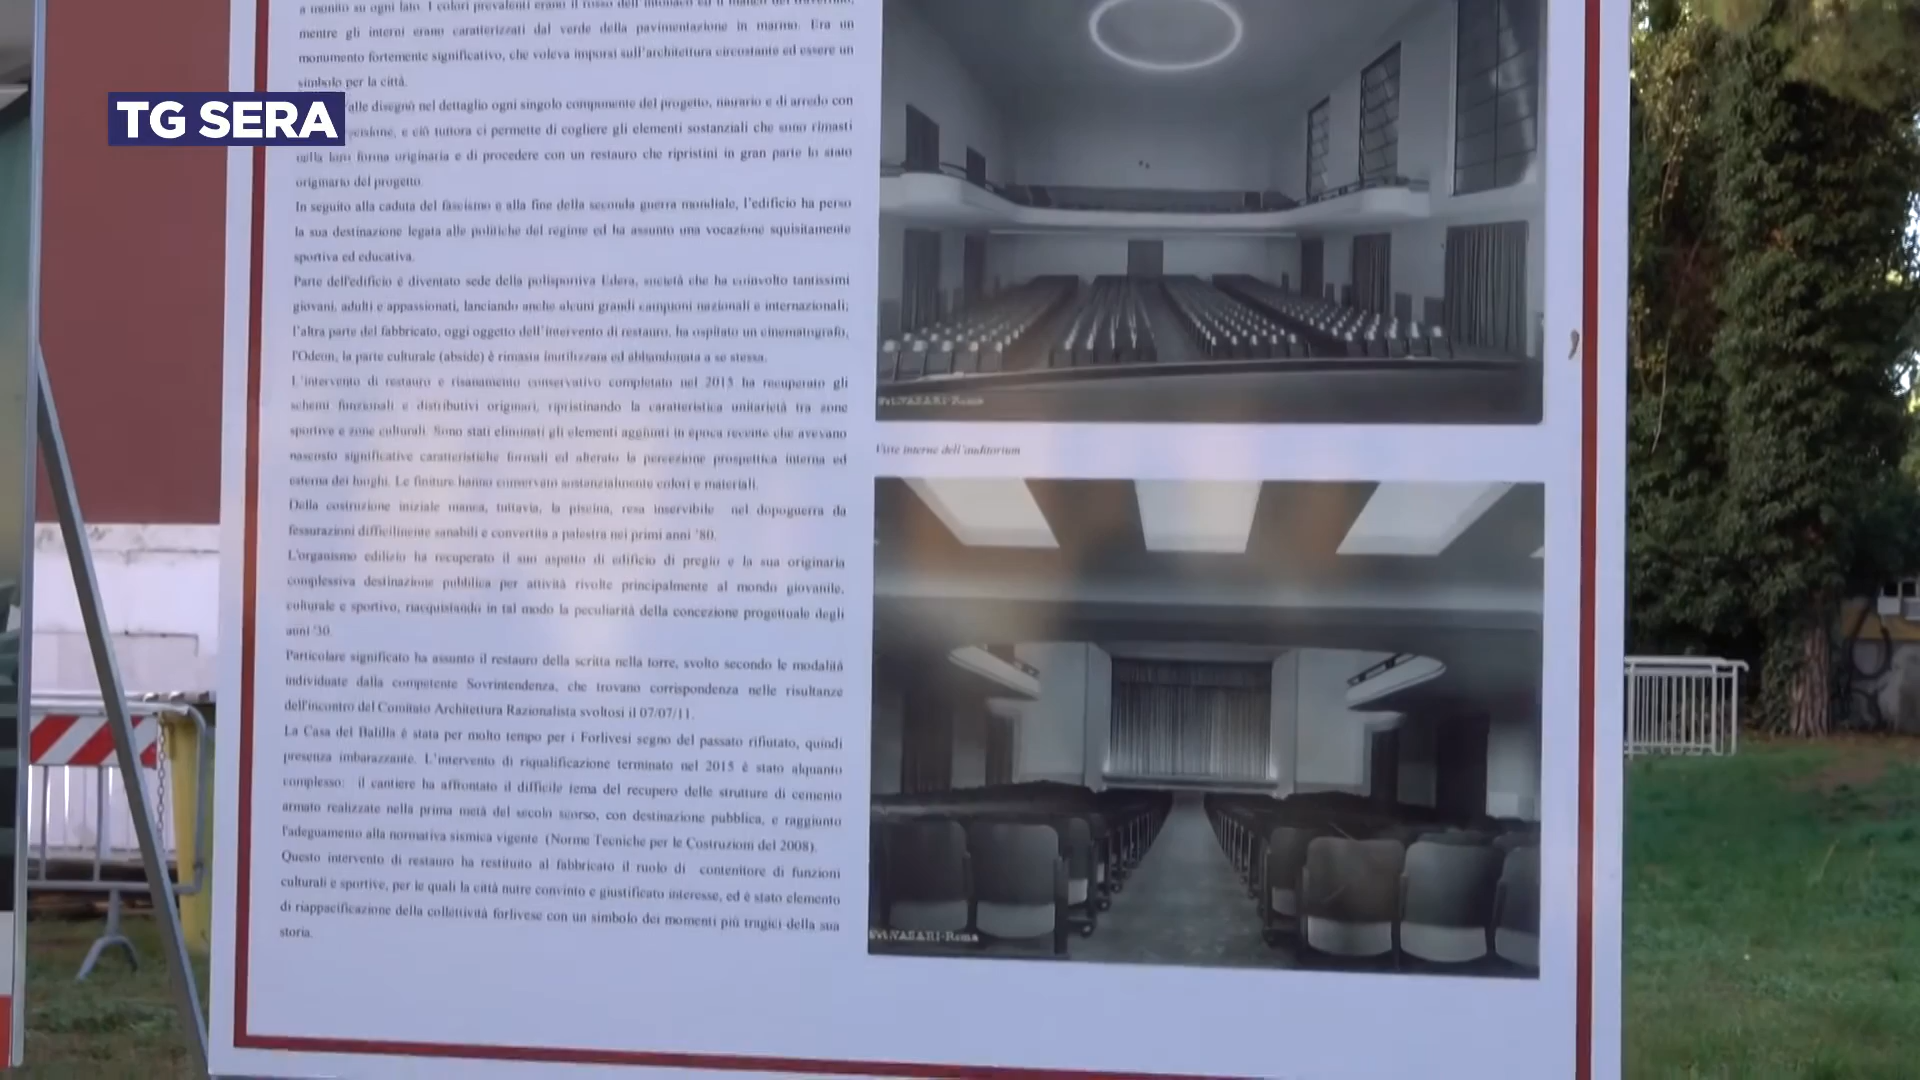 a monito su ogni lato. I colori prevalenti erano il rosso dell'intonaco ed il bianco del travertino,
mentre gli interni erano caratterizzati dal verde della pavimentazione in marmo. Era un
monumento fortemente significativo, che voleva imporsi sull'architettura circostante ed essere un
simbolo per la città.
TG SERA
alle disegnò nel dettaglio ogni singolo componente del progetto, murario e di arredo con
e ciò tuttora ci permette di cogliere gli elementi sostanziali che sono rimasti
nella loro forma originaria e di procedere con un restauro che ripristini in gran parte lo stato
originario del progetto.
In seguito alla caduta del fascismo e alla fine della seconda guerra mondiale, l'edificio ha perso
la sua destinazione legata alle politiche del regime ed ha assunto una vocazione squisitamente
sportiva ed educativa.
Parte dell'edificio è diventato sede della polisportiva Edera, società che ha coinvolto tantissimi
giovani, adulti e appassionati, lanciando anche alcuni grandi campioni nazionali e internazionali;
l'altra parte del fabbricato, oggi oggetto dell'intervento di restauro, ha ospitato un cinematografo,
l'Odeon, la parte culturale (abside) è rimasta inutilizzata ed abbandonata a se stessa.
L'intervento di restauro e risanamento conservativo completato nel 2015 ha recuperato gli
schemi funzionali e distributivi originari, ripristinando la caratteristica unitarietà tra zone
sportive e zone culturali. Sono stati eliminati gli elementi aggiunti in epoca recente che avevano
nascosto significative caratteristiche formali ed alterato la percezione prospettica interna ed
esterna dei luoghi. Le finiture hanno conservato sostanzialmente colori e materiali.
Della costruzione iniziale manca, tuttavia, la piscina, resa inservibile nel dopoguerra da
fessurazioni difficilmente sanabili e convertita a palestra nei primi anni '80.
L'organismo edilizio ha recuperato il suo aspetto di edificio di pregio e la sua originaria
complessiva destinazione pubblica per attività rivolte principalmente al mondo giovanile,
culturale e sportivo, riacquistando in tal modo la peculiarità della concezione progettuale degli
anni '30.
Particolare significato ha assunto il restauro della scritta nella torre, svolto secondo le modalità
individuate dalla competente Sovrintendenza, che trovano corrispondenza nelle risultanze
dell'incontro del Comitato Architettura Razionalista svoltosi il 07/07/11.
La Casa del Balilla è stata per molto tempo per i Forlivesi segno del passato rifiutato, quindi
presenza imbarazzante. L'intervento di riqualificazione terminato nel 2015 è stato alquanto
complesso: il cantiere ha affrontato il difficile tema del recupero delle strutture di cemento
armato realizzate nella prima metà del secolo scorso, con destinazione pubblica, e raggiunto
l'adeguamento alla normativa sismica vigente (Norme Tecniche per le Costruzioni del 2008).
Questo intervento di restauro ha restituito al fabbricato il ruolo di contenitore di funzioni
culturali e sportive, per le quali la città nutre convinto e giustificato interesse, ed è stato elemento
di riappacificazione della collettività forlivese con un simbolo dei momenti più tragici della sua
storia.
VASARI-Roma
Viste interne dell'auditorium
VASARI-Roma